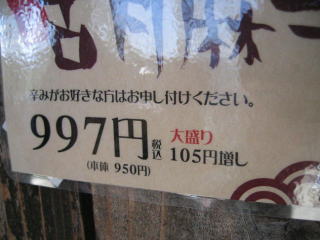 辛みがお好きな方はお申し付けください。
997円 税込 大盛り
(本体 950円) 105円増し